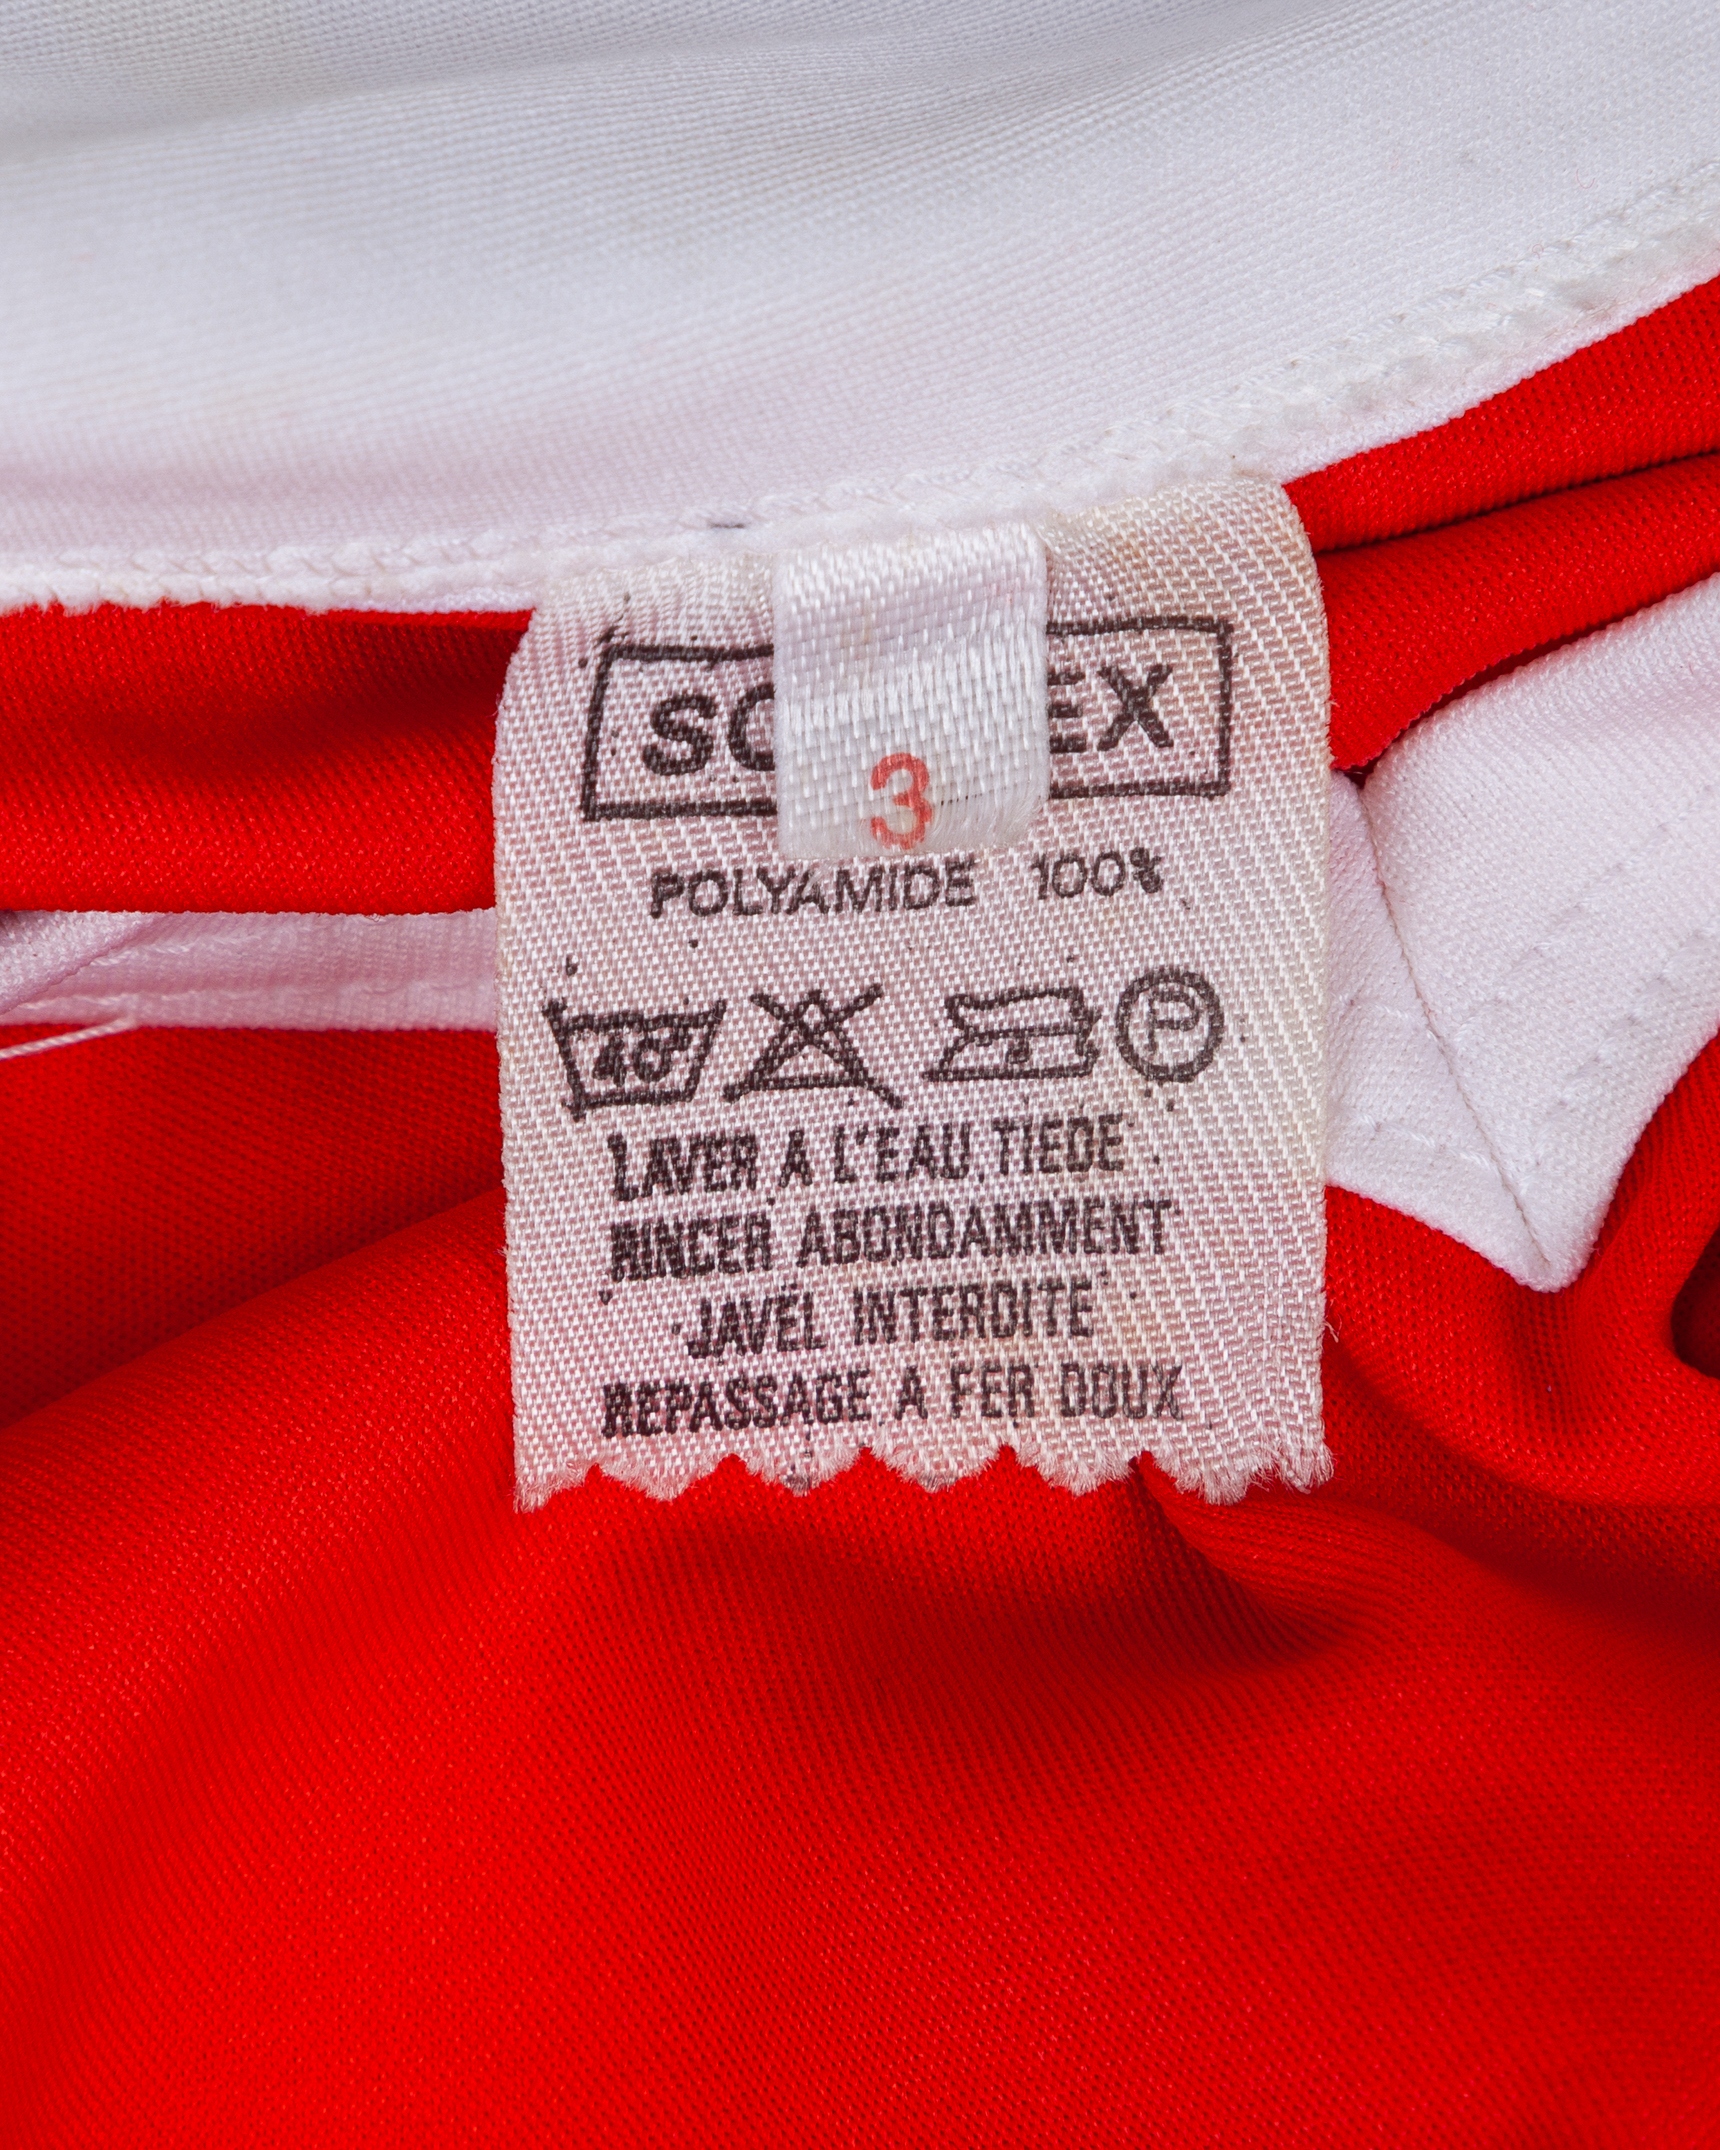 3
POLYAMIDE 100%
40° P
LAVER A L'EAU TIEDE
RINCER ABONDAMMENT
JAVEL INTERDITE
REPASSAGE A FER DOUX